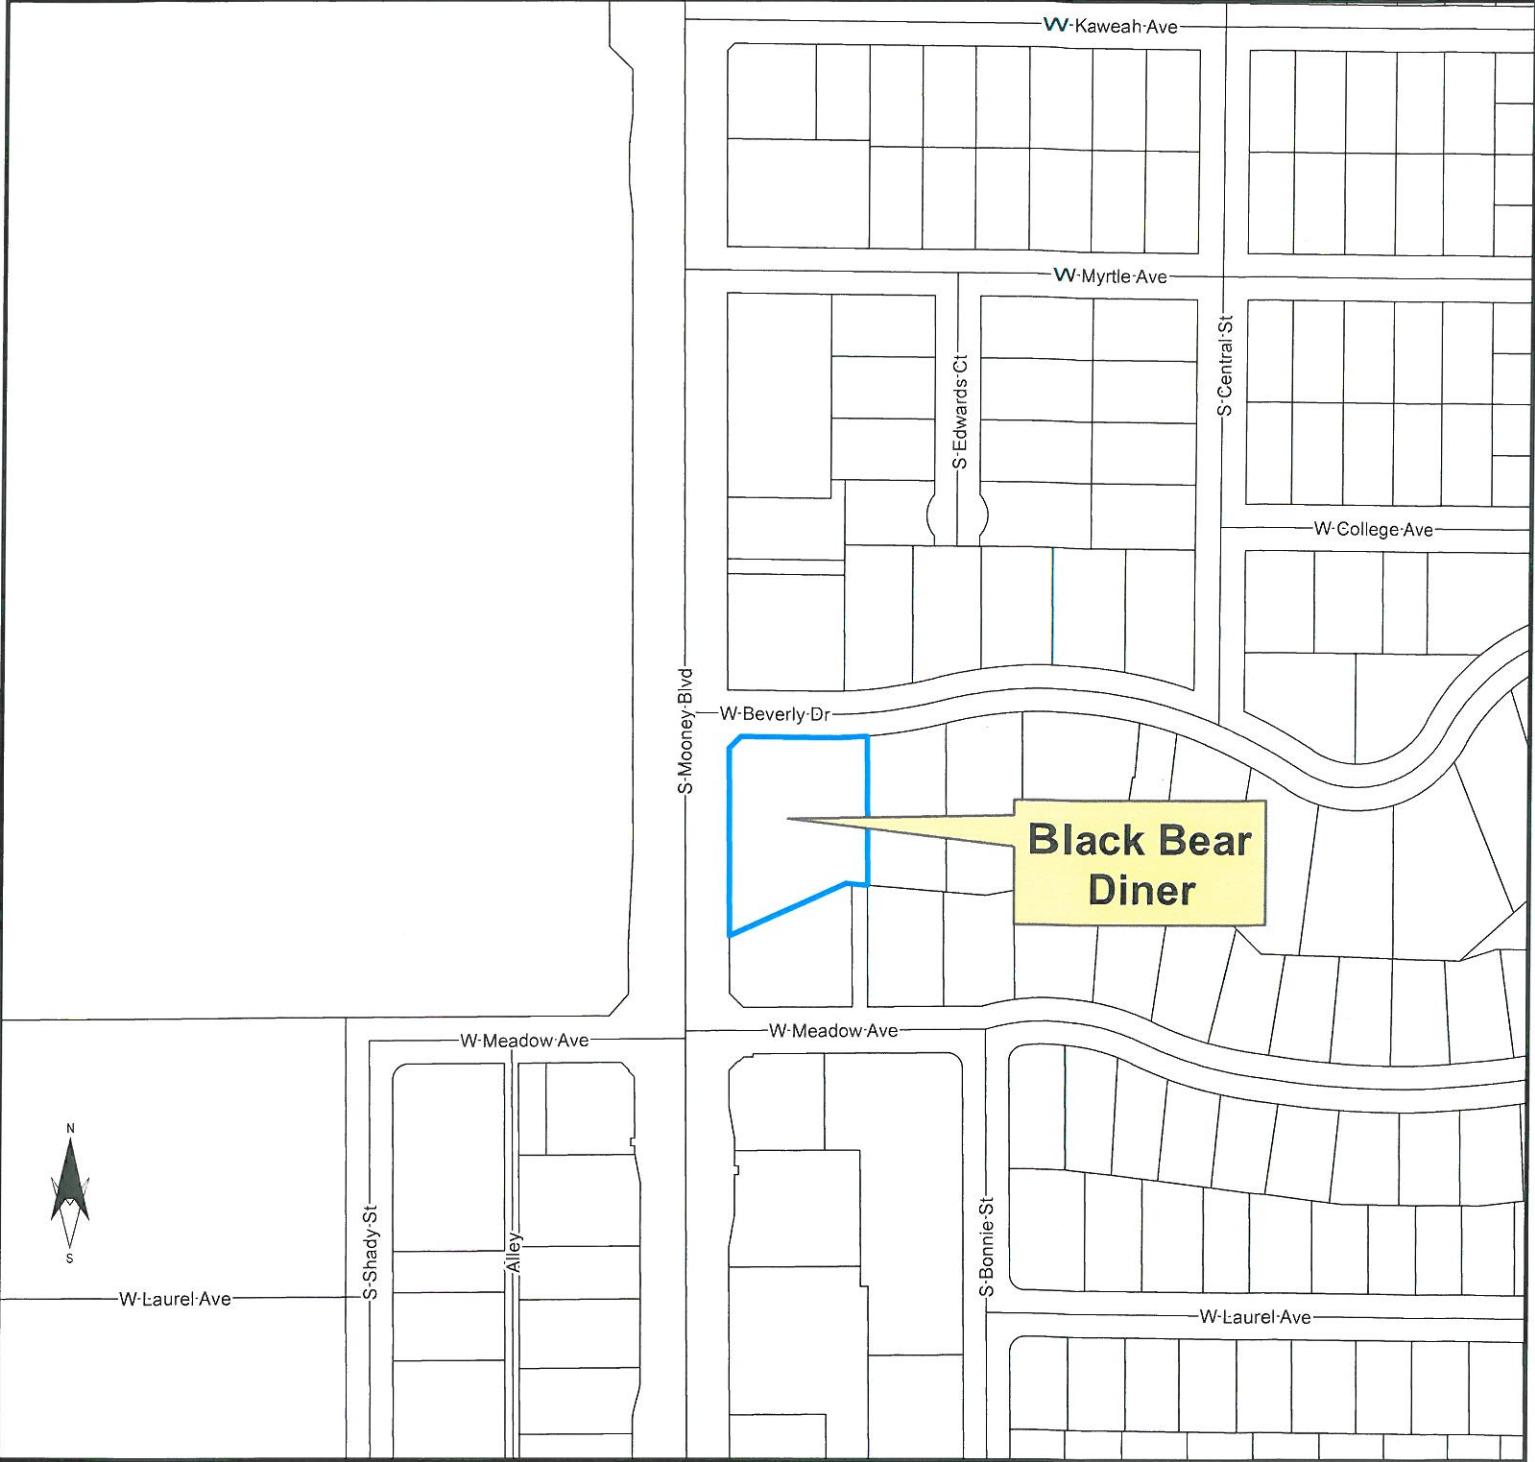 W Kaweah Ave
W Myrtle Ave
S Central St
S Edwards Ct
W College Ave
S Mooney Blvd
W Beverly Dr
Black Bear
Diner
W Meadow Ave
W Meadow Ave
N
S
S Shady St
Alley
S Bonnie St
W Laurel Ave
W Laurel Ave